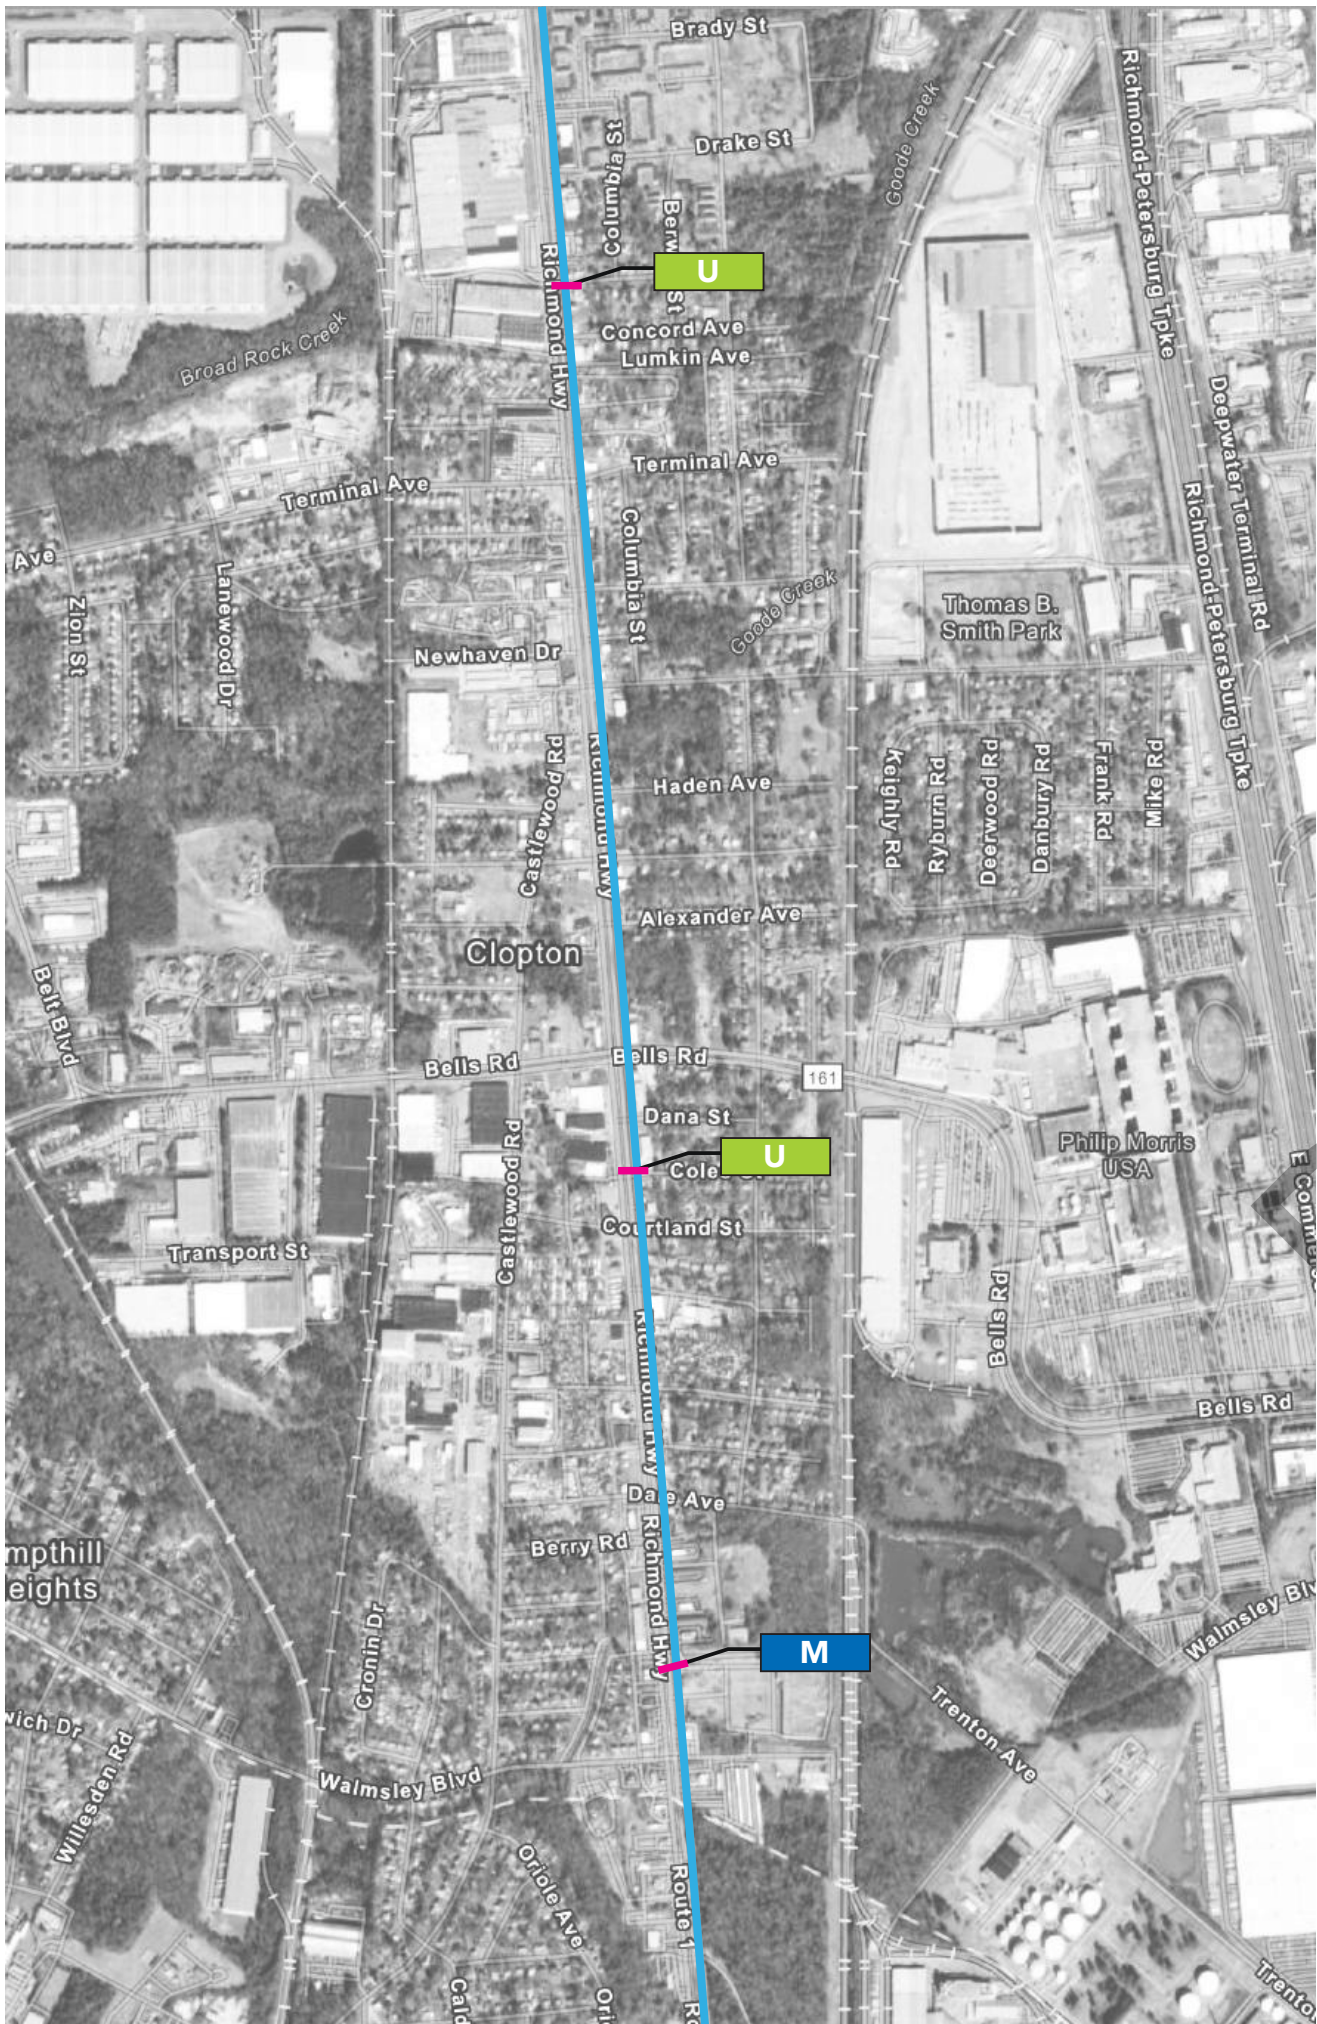 Brady St
Goode Creek
Richmond-Petersburg Tpke
Drake St
Columbia St
U
Richmond Hwy
Concord Ave
Lumkin Ave
Broad Rock Creek
Deepwater Terminal Rd
Terminal Ave
Terminal Ave
Richmond-Petersburg Tpke
Columbia St
Ave
Zion St
Lanewood Dr
Goode Creek
Thomas B.
Smith Park
Newhaven Dr
Castlewood Rd
Richmond Hwy
Haden Ave
Keighly Rd
Ryburn Rd
Deerwood Rd
Danbury Rd
Frank Rd
Mike Rd
Alexander Ave
Clopton
Belt Blvd
Bells Rd
Bells Rd
161
Dana St
Castlewood Rd
U
Philip Morris
USA
Courtland St
Transport St
Bells Rd
Richmond Hwy
Bells Rd
Dale Ave
Richmond Hwy
Berry Rd
mpthill
eights
Cronin Dr
Walmsley Blv
M
wich Dr
Willesden Rd
Trenton Ave
Walmsley Blvd
Oriole Ave
Route 1
Cald
Ori
Ro
Trento